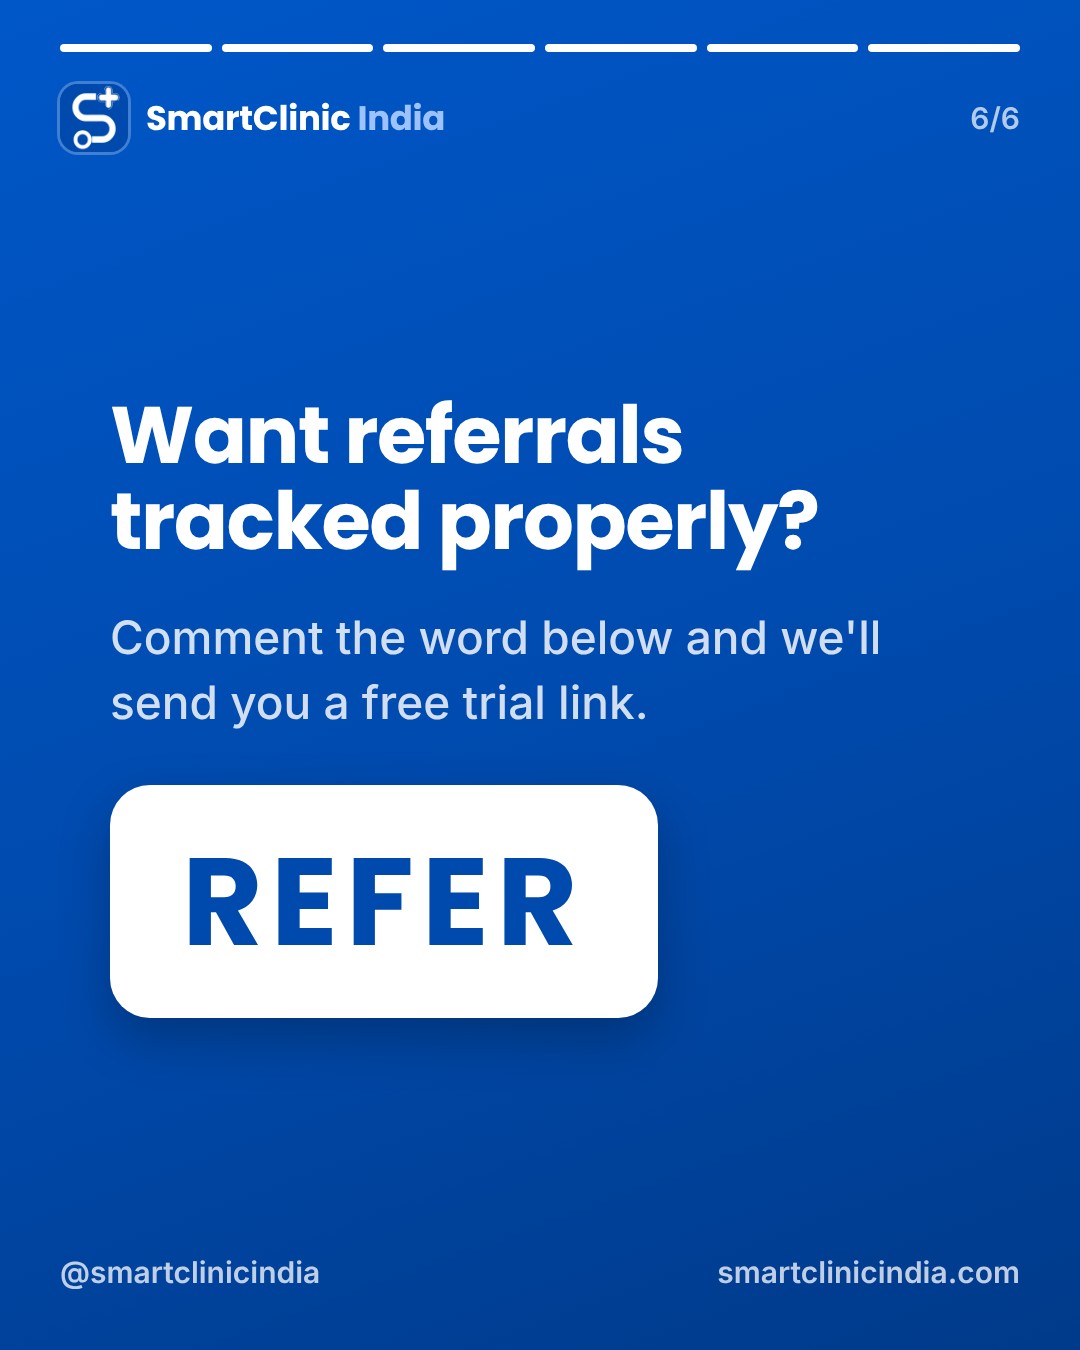 SmartClinic India
6/6
Want referrals
tracked properly?
Comment the word below and we'll
send you a free trial link.
REFER
@smartclinicindia
smartclinicindia.com